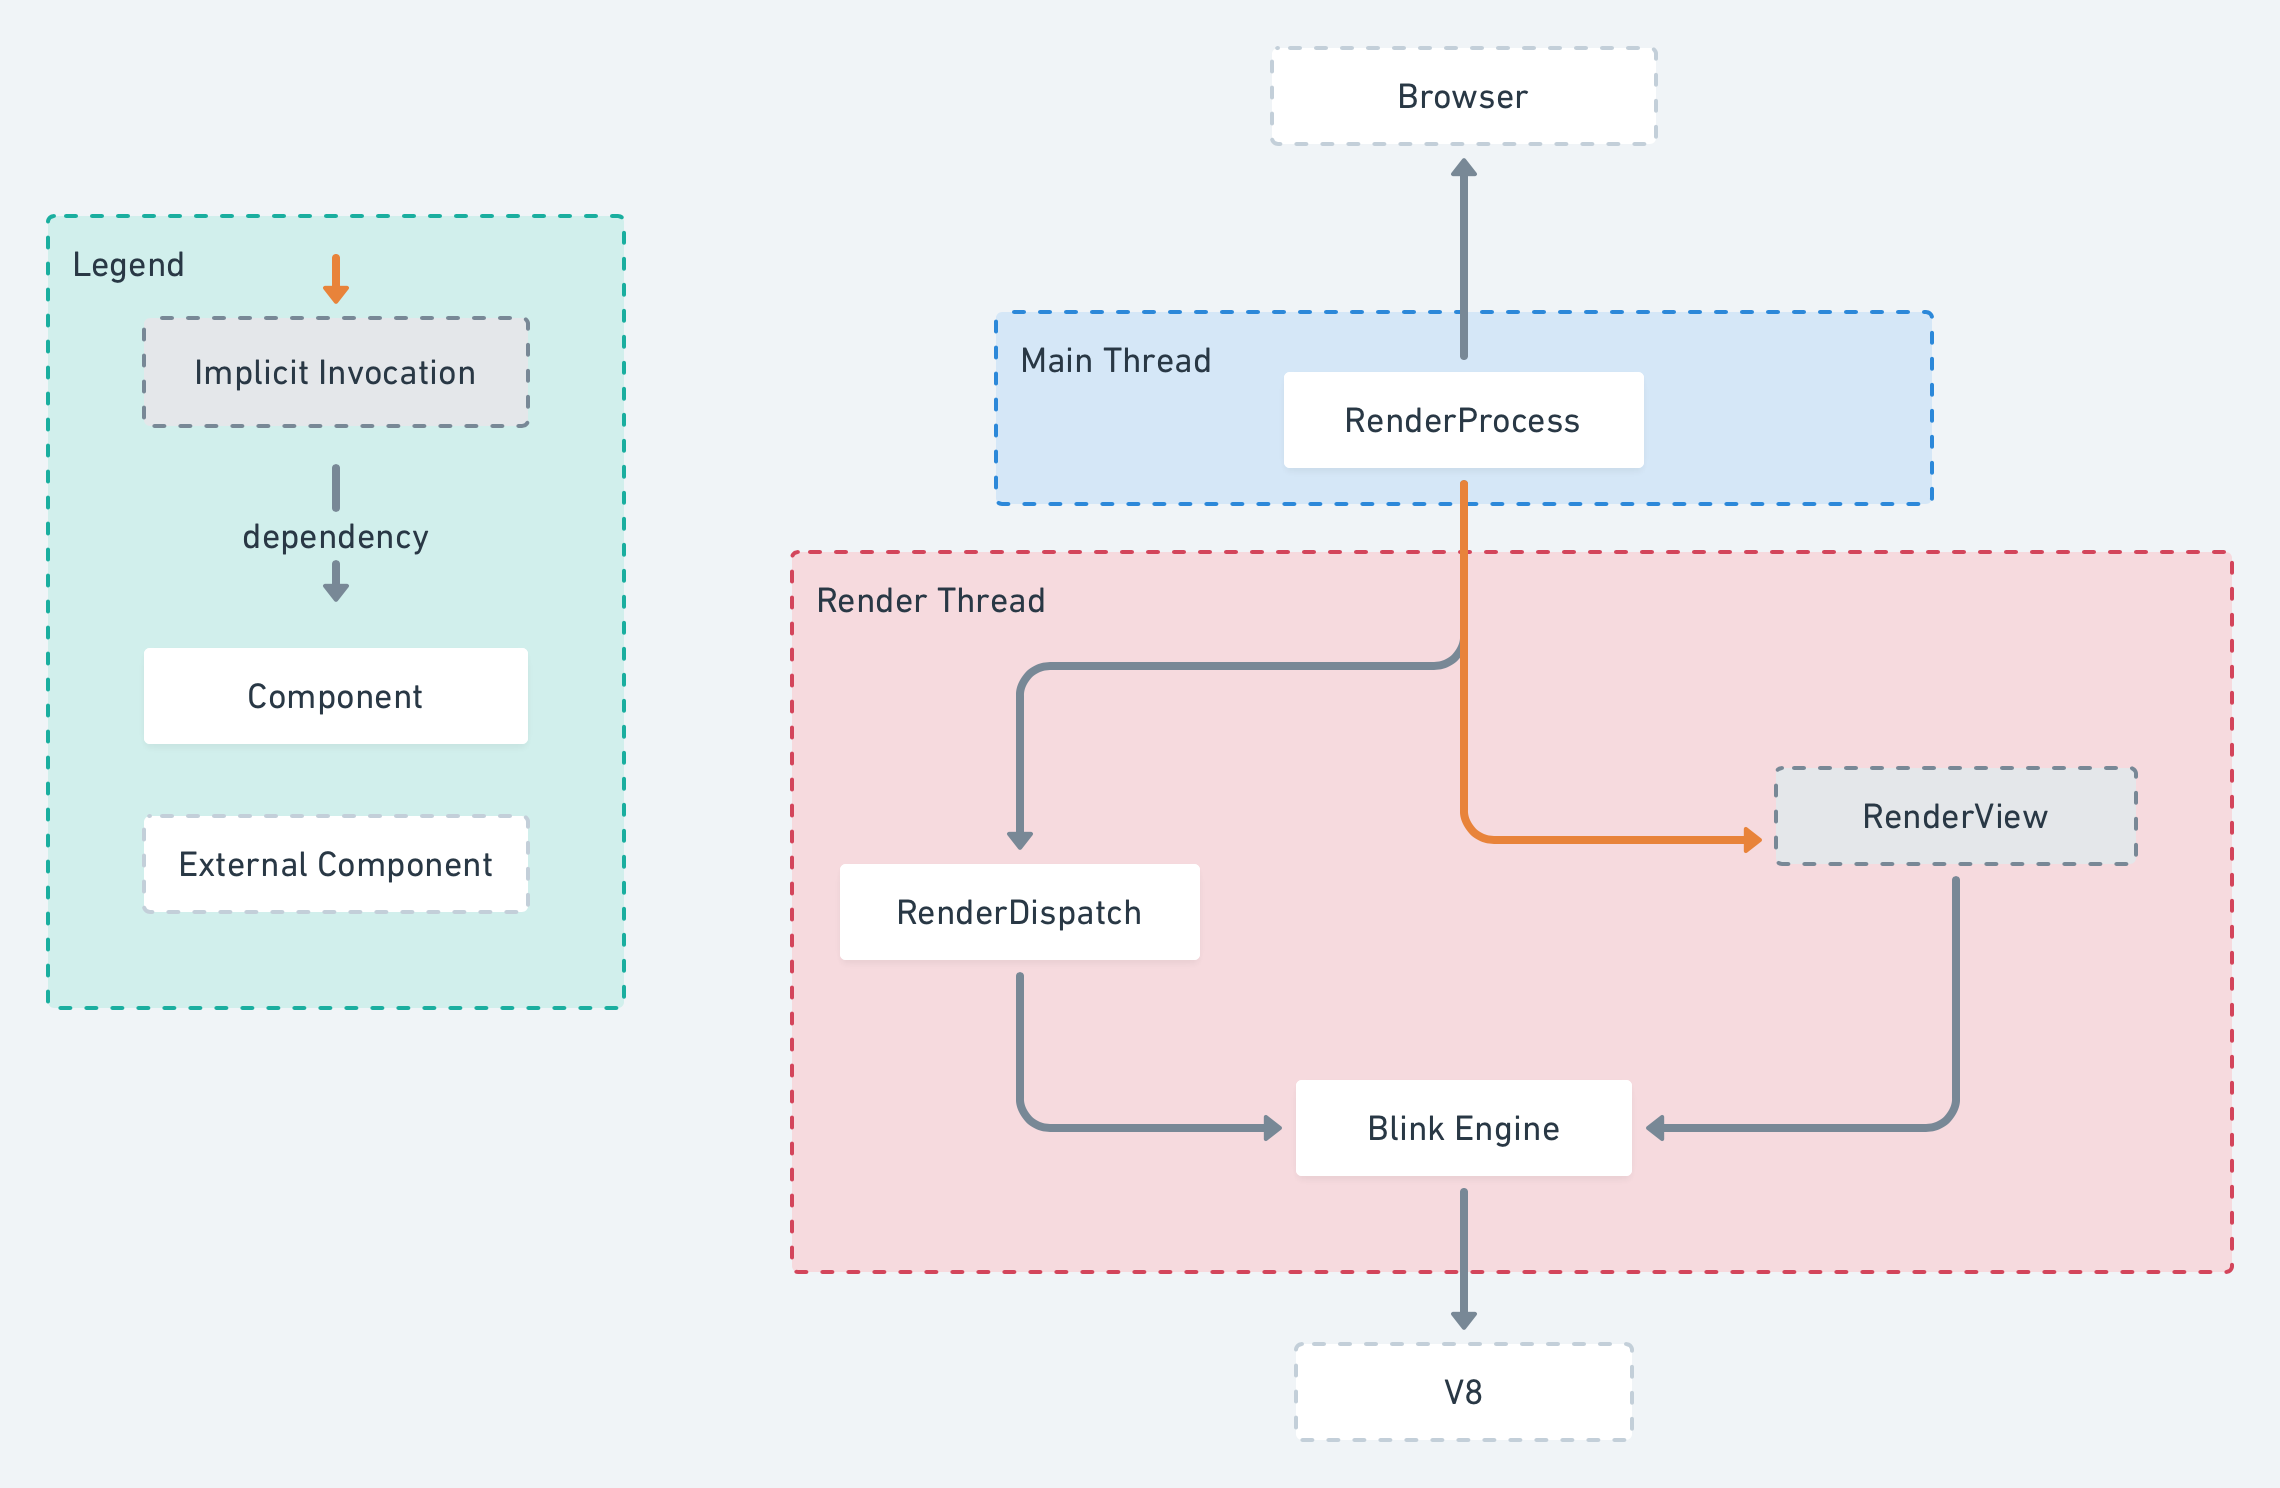 Legend
Implicit Invocation
dependency
Component
External Component
Browser
Main Thread
RenderProcess
Render Thread
RenderView
RenderDispatch
Blink Engine
V8